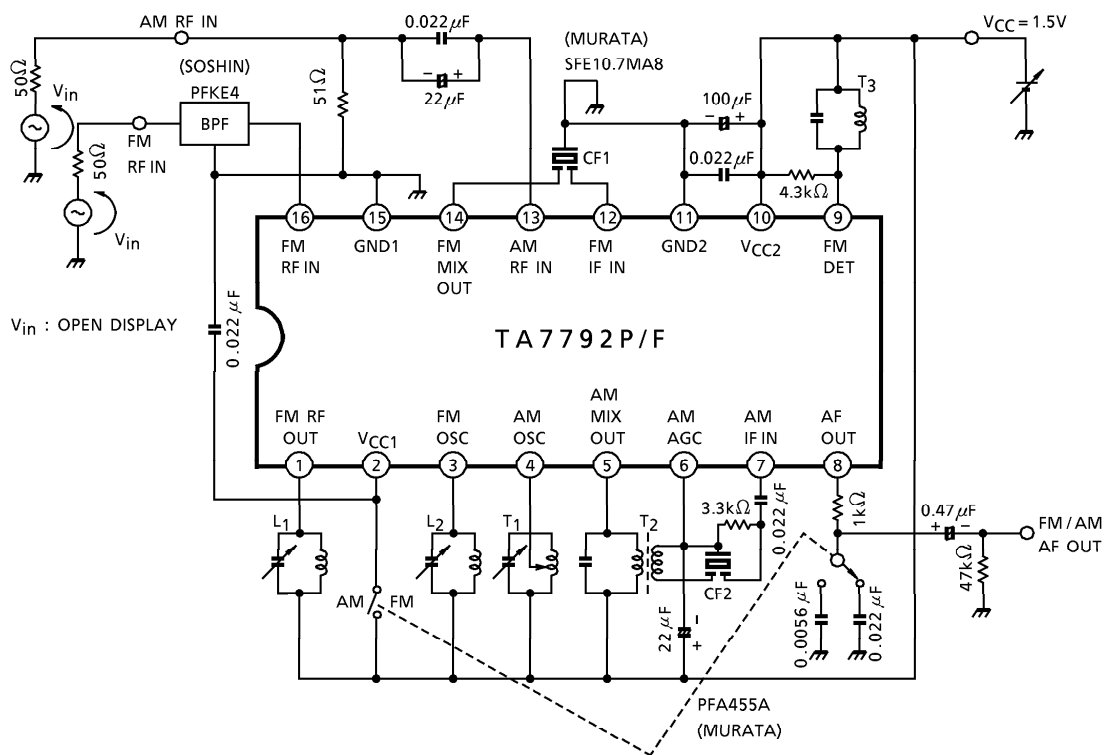 AM RF IN
0.022μF
(MURATA)
SFE10.7MA8
VCC = 1.5V
50Ω
Vin
(SOSHIN)
PFKE4
BPF
51Ω
22μF
100μF
T3
FM
RF IN
50Ω
Vin
CF1
0.022μF
4.3kΩ
16 15 14 13 12 11 10 9
FM RF IN
GND1
FM MIX OUT
AM RF IN
FM IF IN
GND2
VCC2
FM DET
Vin : OPEN DISPLAY
0.022μF
TA7792P/F
FM RF OUT
VCC1
FM OSC
AM OSC
AM MIX OUT
AM AGC
AM IF IN
AF OUT
1 2 3 4 5 6 7 8
L1
L2
T1
T2
3.3kΩ
0.022μF
1kΩ
0.47μF
FM / AM
AF OUT
CF2
47kΩ
AM FM
22μF
0.0056μF
0.022μF
PFA455A
(MURATA)
− +
− +
− +
− +
+ −